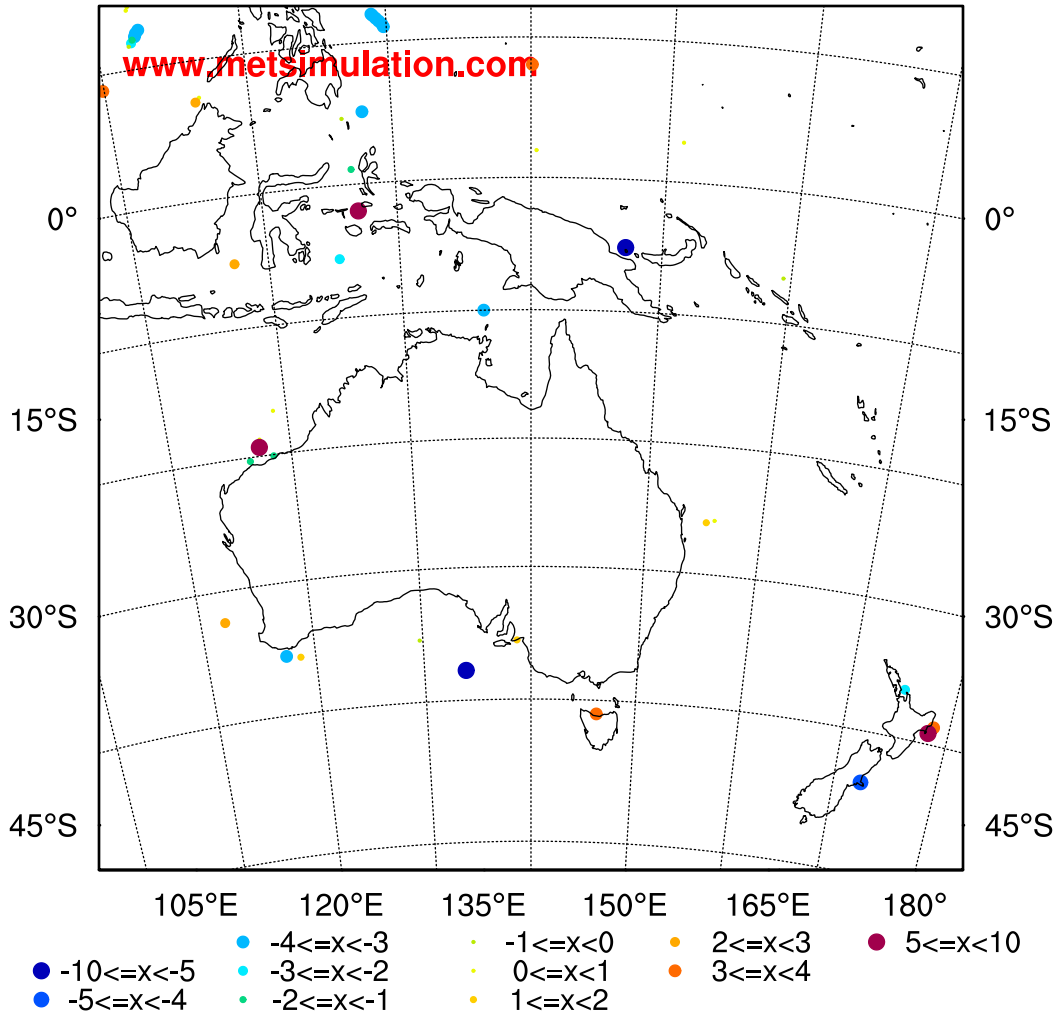 www.metsimulation.com
0° 0°
15°S 15°S
30°S 30°S
45°S 45°S
105°E 120°E 135°E 150°E 165°E 180°
-4<=x<-3 -1<=x<0 2<=x<3 5<=x<10
-10<=x<-5 -3<=x<-2 0<=x<1 3<=x<4
-5<=x<-4 -2<=x<-1 1<=x<2